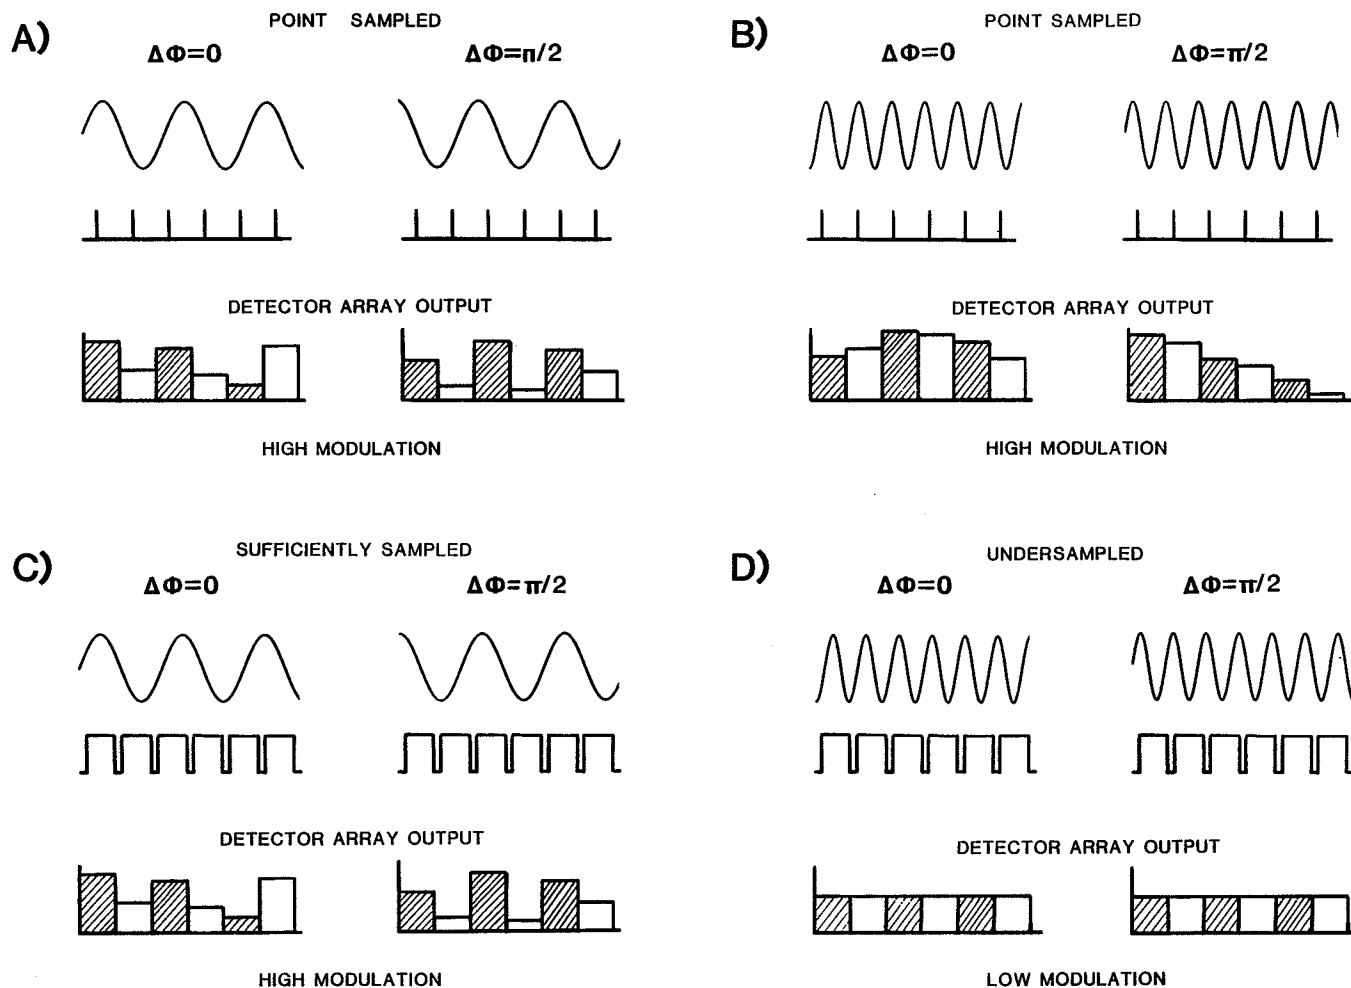 A)
POINT SAMPLED
ΔΦ=0
ΔΦ=п/2
DETECTOR ARRAY OUTPUT
HIGH MODULATION
B)
POINT SAMPLED
ΔΦ=0
ΔΦ=π/2
DETECTOR ARRAY OUTPUT
HIGH MODULATION
C)
SUFFICIENTLY SAMPLED
ΔΦ=0
ΔΦ=π/2
DETECTOR ARRAY OUTPUT
HIGH MODULATION
D)
UNDERSAMPLED
ΔΦ=0
ΔΦ=π/2
DETECTOR ARRAY OUTPUT
LOW MODULATION